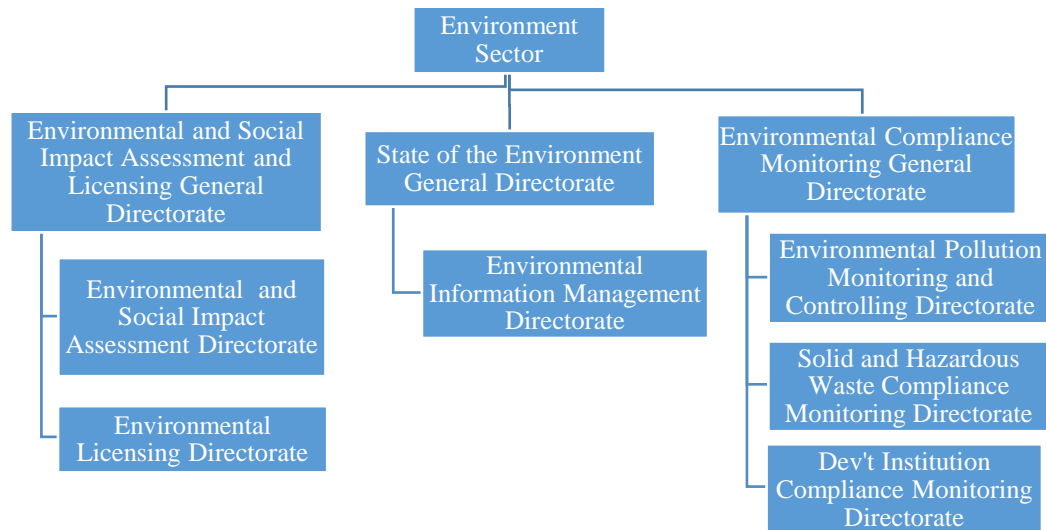 Environment
Sector
Environmental and Social
Impact Assessment and
Licensing General
Directorate
Environmental and
Social Impact
Assessment Directorate
Environmental
Licensing Directorate
State of the Environment
General Directorate
Environmental
Information Management
Directorate
Environmental Compliance
Monitoring General
Directorate
Environmental Pollution
Monitoring and
Controlling Directorate
Solid and Hazardous
Waste Compliance
Monitoring Directorate
Dev't Institution
Compliance Monitoring
Directorate